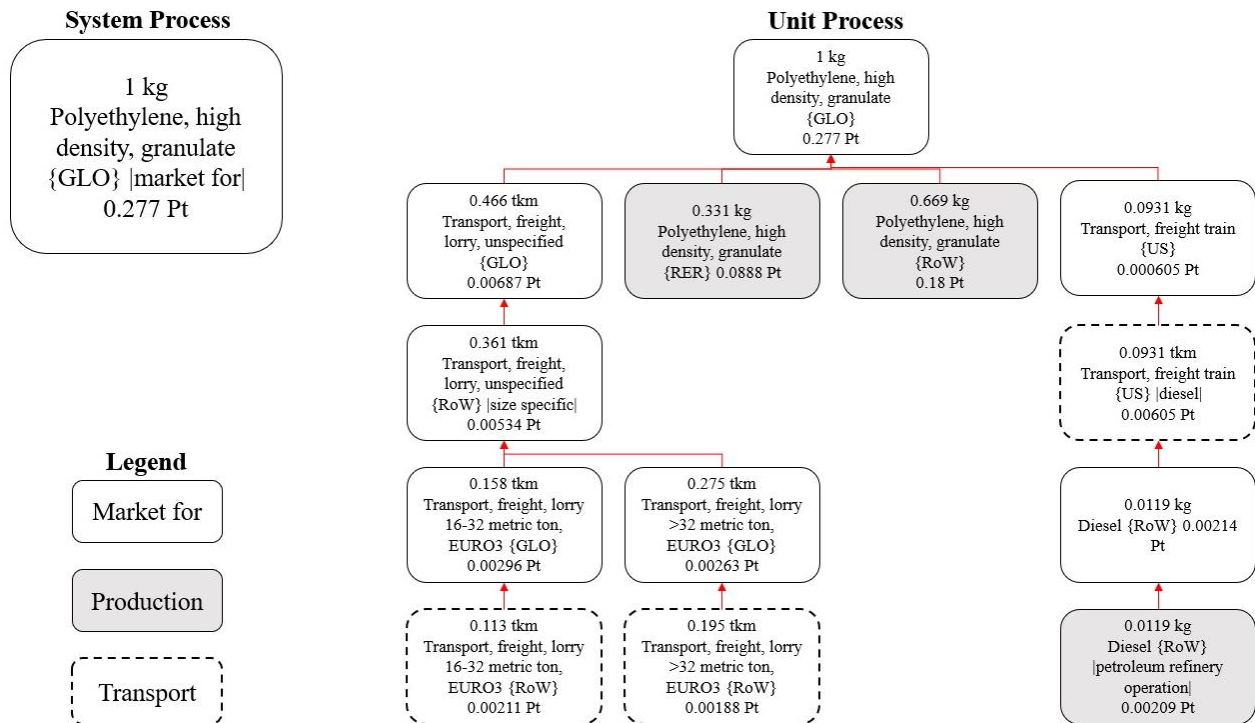 System Process
1 kg
Polyethylene, high
density, granulate
{GLO} |market for|
0.277 Pt
Unit Process
1 kg
Polyethylene, high
density, granulate
{GLO}
0.277 Pt
0.466 tkm
Transport, freight,
lorry, unspecified
{GLO}
0.00687 Pt
0.331 kg
Polyethylene, high
density, granulate
{RER} 0.0888 Pt
0.669 kg
Polyethylene, high
density, granulate
{RoW}
0.18 Pt
0.0931 kg
Transport, freight train
{US}
0.000605 Pt
0.361 tkm
Transport, freight,
lorry, unspecified
{RoW} |size specific|
0.00534 Pt
0.0931 tkm
Transport, freight train
{US} |diesel|
0.00605 Pt
0.158 tkm
Transport, freight, lorry
16-32 metric ton,
EURO3 {GLO}
0.00296 Pt
0.275 tkm
Transport, freight, lorry
>32 metric ton,
EURO3 {GLO}
0.00263 Pt
0.0119 kg
Diesel {RoW} 0.00214
Pt
0.113 tkm
Transport, freight, lorry
16-32 metric ton,
EURO3 {RoW}
0.00211 Pt
0.195 tkm
Transport, freight, lorry
>32 metric ton,
EURO3 {RoW}
0.00188 Pt
0.0119 kg
Diesel {RoW}
|petroleum refinery
operation|
0.00209 Pt
Legend
Market for
Production
Transport